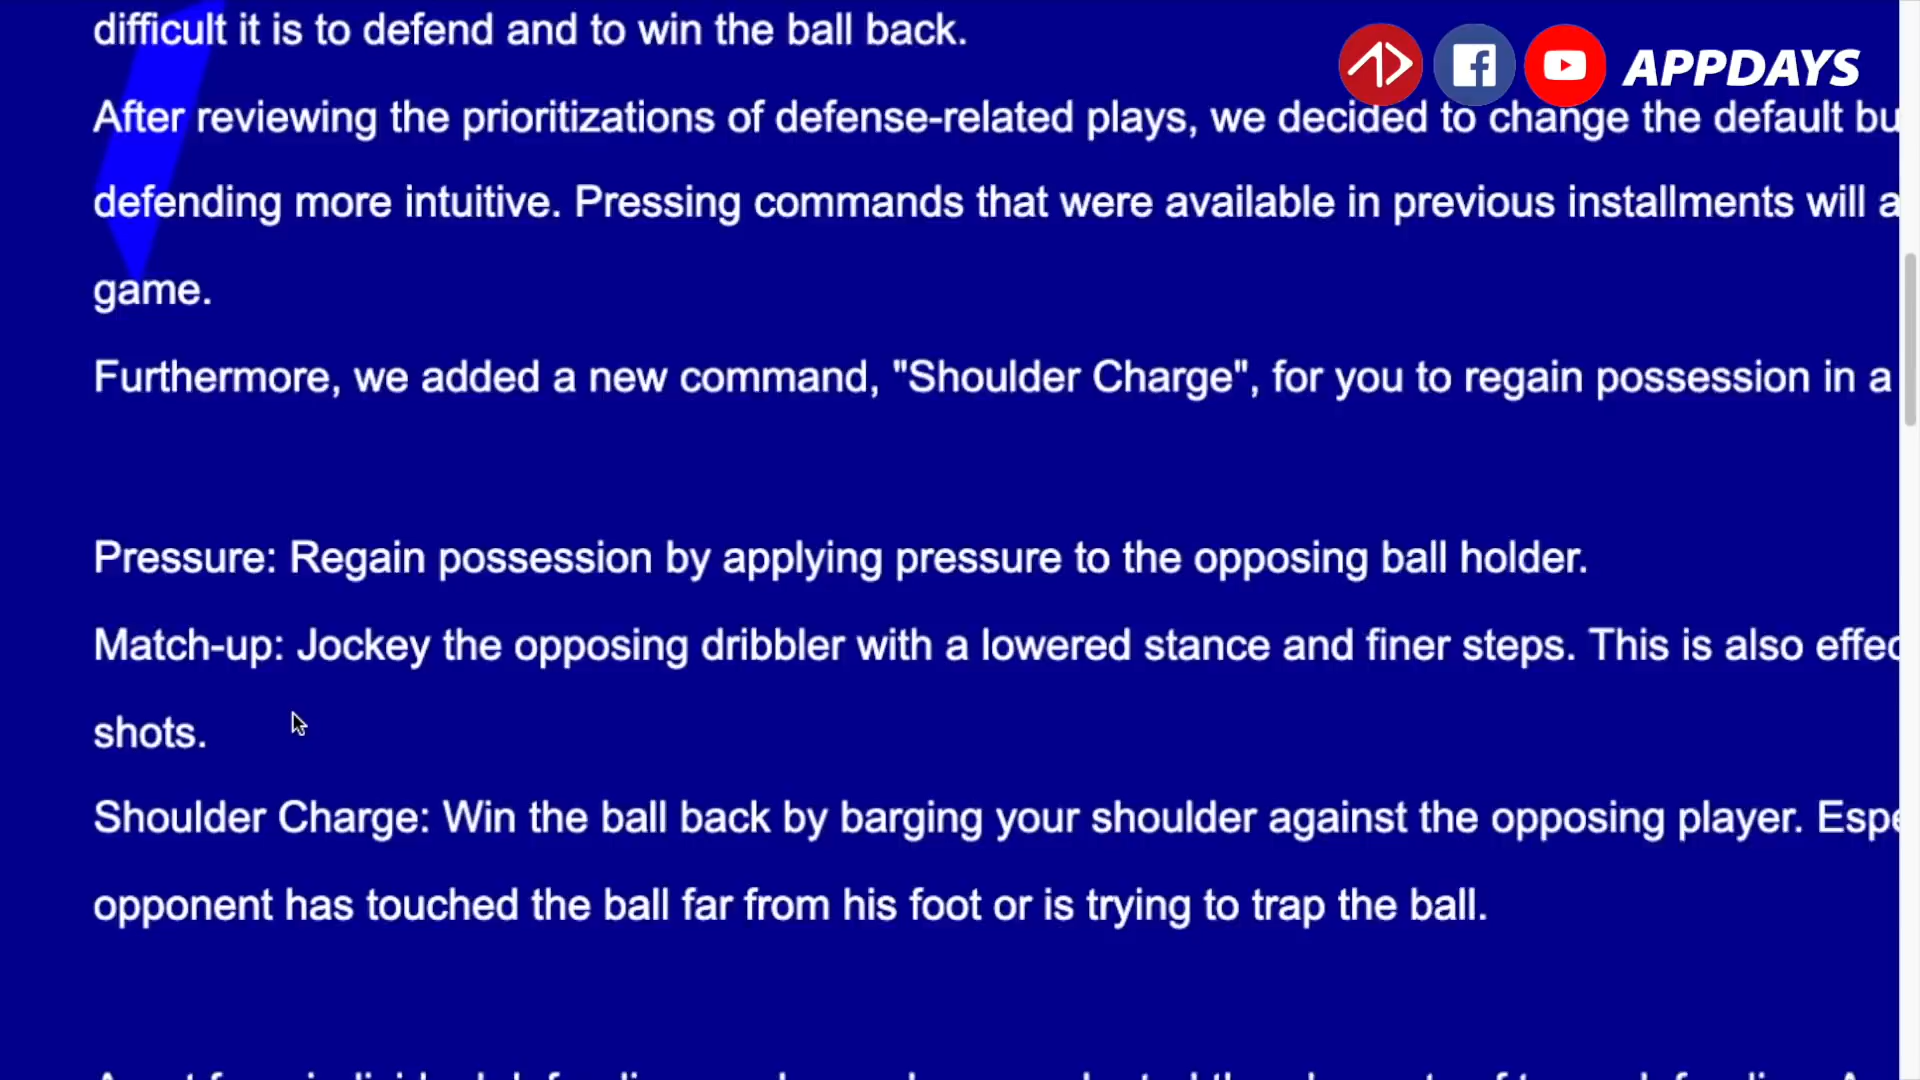 difficult it is to defend and to win the ball back.
APPDAYS
After reviewing the prioritizations of defense-related plays, we decided to change the default
defending more intuitive. Pressing commands that were available in previous installments will
game.
Furthermore, we added a new command, "Shoulder Charge", for you to regain possession in a
Pressure: Regain possession by applying pressure to the opposing ball holder.
Match-up: Jockey the opposing dribbler with a lowered stance and finer steps. This is also
shots.
Shoulder Charge: Win the ball back by barging your shoulder against the opposing player.
opponent has touched the ball far from his foot or is trying to trap the ball.